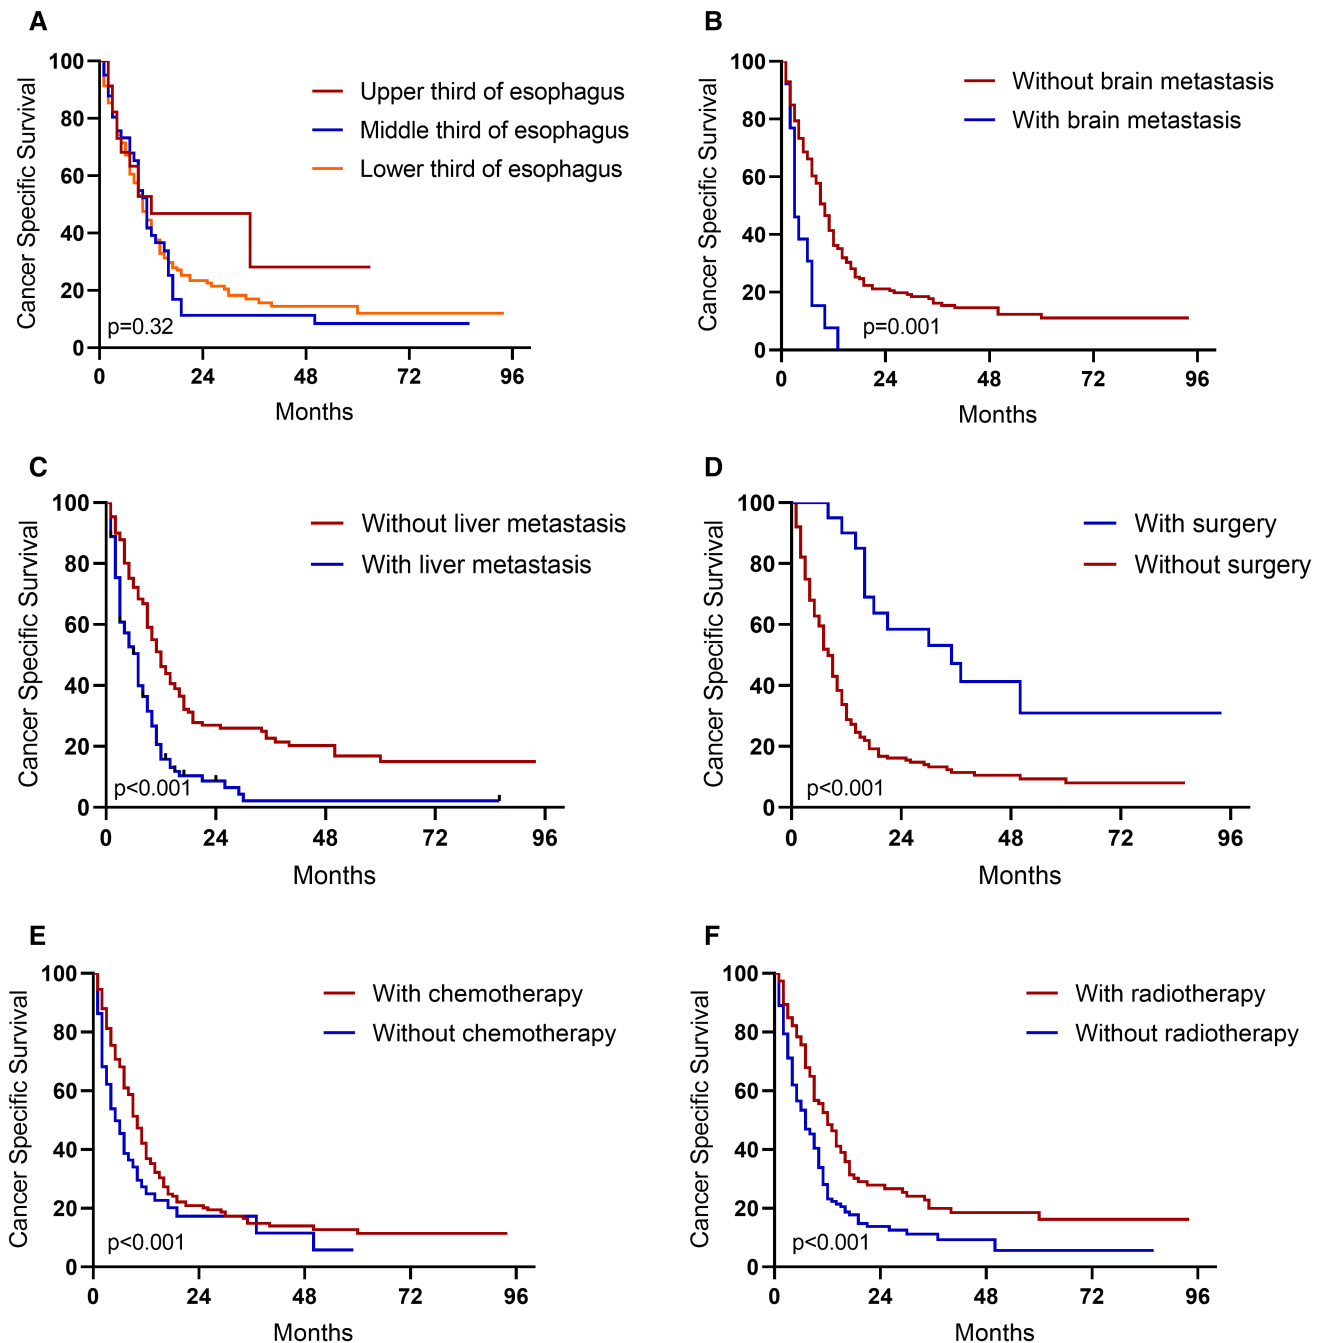 A
Cancer Specific Survival
100
80
60
40
20
0
Upper third of esophagus
Middle third of esophagus
Lower third of esophagus
p=0.32
0 24 48 72 96
Months
B
Cancer Specific Survival
100
80
60
40
20
0
Without brain metastasis
With brain metastasis
p=0.001
0 24 48 72 96
Months
C
Cancer Specific Survival
100
80
60
40
20
0
Without liver metastasis
With liver metastasis
p<0.001
0 24 48 72 96
Months
D
Cancer Specific Survival
100
80
60
40
20
0
With surgery
Without surgery
p<0.001
0 24 48 72 96
Months
E
Cancer Specific Survival
100
80
60
40
20
0
With chemotherapy
Without chemotherapy
p<0.001
0 24 48 72 96
Months
F
Cancer Specific Survival
100
80
60
40
20
0
With radiotherapy
Without radiotherapy
p<0.001
0 24 48 72 96
Months